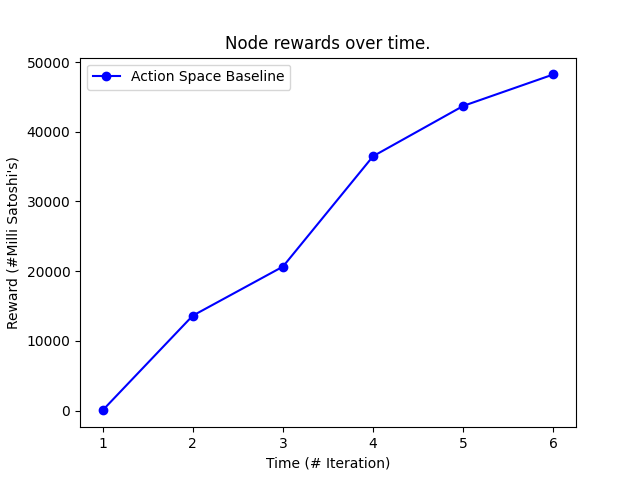 Node rewards over time.
Action Space Baseline
Reward (#Milli Satoshi's)
50000
40000
30000
20000
10000
0
1 2 3 4 5 6
Time (# Iteration)